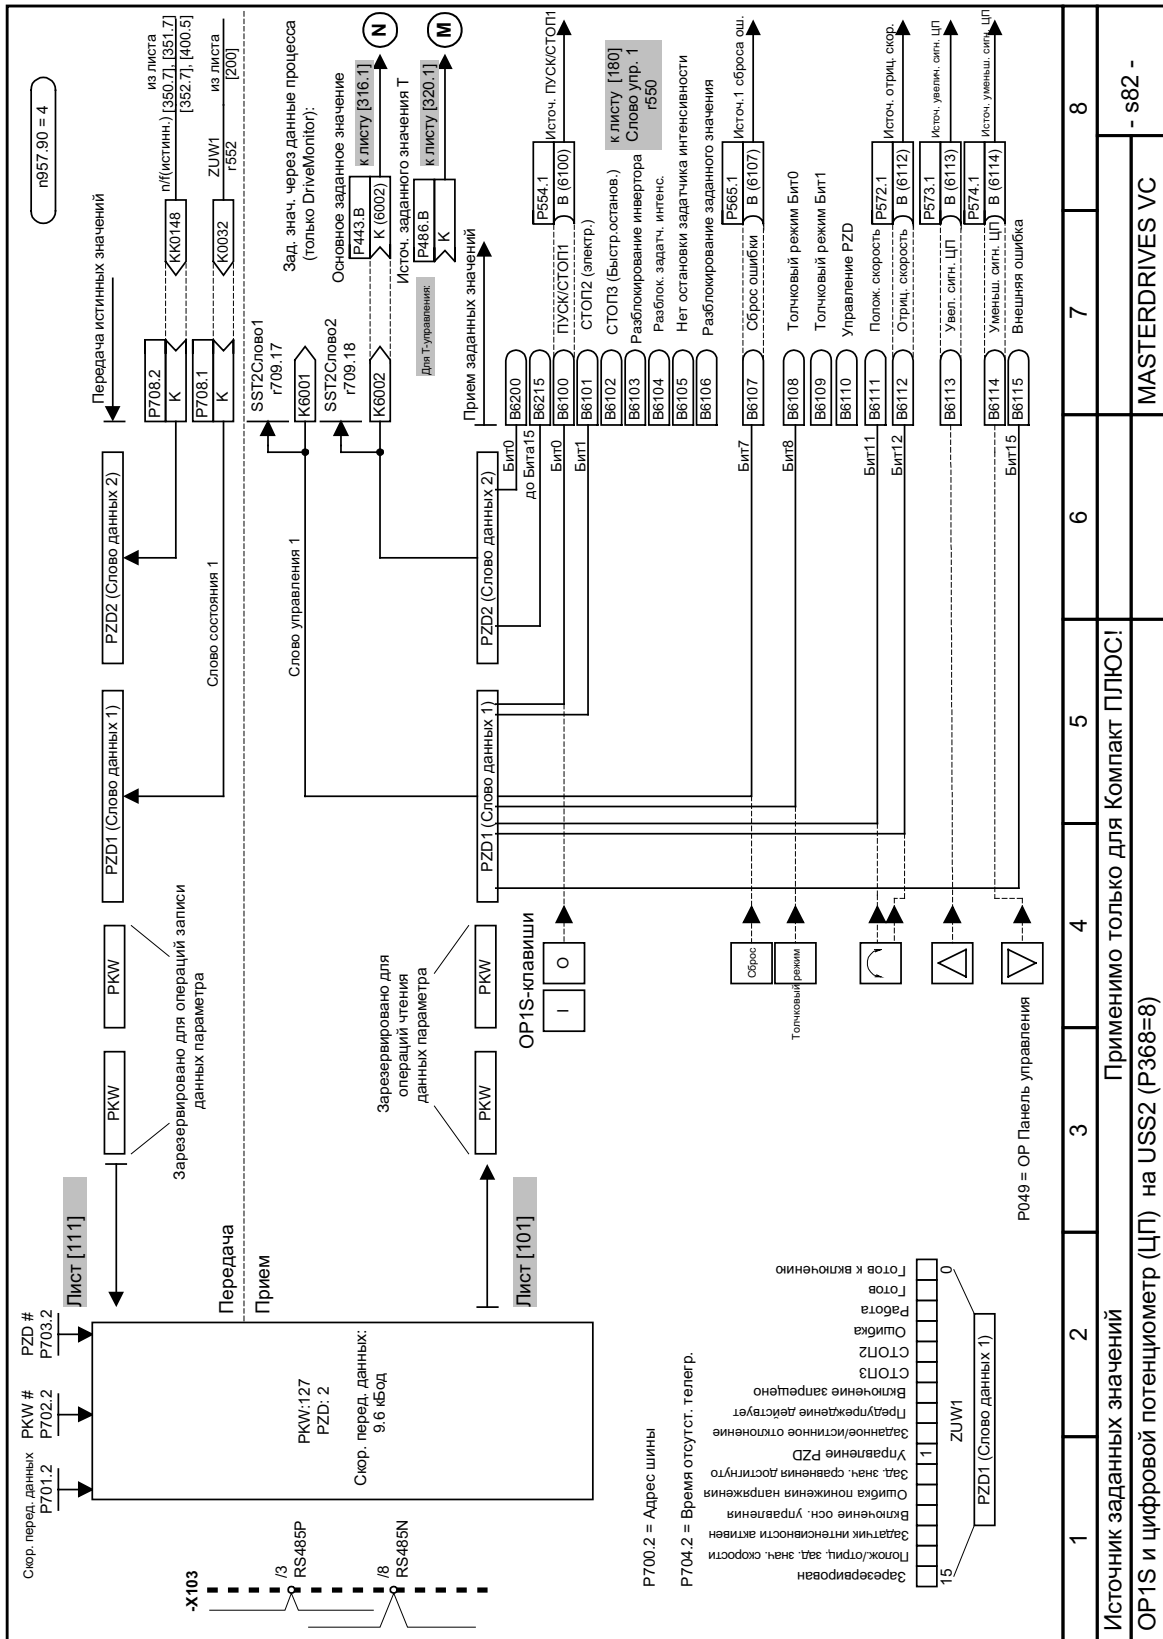 n957.90 = 4
Скор. перед. данных
P701.2
PKW #
P702.2
PZD #
P703.2
Лист [111]
PKW
PKW
PZD1 (Слово данных 1)
PZD2 (Слово данных 2)
Передача истинных значений
Зарезервировано для операций записи
данных параметра
P708.2
K
KK0148
n/f(истинн.)
из листа
[350.7], [351.7]
[352.7], [400.5]
P708.1
K
K0032
ZUW1
r552
из листа
[200]
Слово состояния 1
Передача
Прием
PKW:127
PZD: 2
Скор. перед. данных:
9.6 кБод
-X103
/3
RS485P
/8
RS485N
Слово управления 1
SST2Слово1
r709.17
K6001
SST2Слово2
r709.18
K6002
Зад. знач. через данные процесса
(только DriveMonitor):
Основное заданное значение
P443.B
K (6002)
к листу [316.1]
N
Источ. заданного значения T
Для Т-управления:
P486.B
K
к листу [320.1]
M
Зарезервировано для
операций чтения
данных параметра
Лист [101]
PKW
PKW
PZD1 (Слово данных 1)
PZD2 (Слово данных 2)
Прием заданных значений
Бит0
B6200
до Бита15
B6215
OP1S-клавиши
I
O
Бит0
B6100
ПУСК/СТОП1
P554.1
B (6100)
Источ. ПУСК/СТОП1
Бит1
B6101
СТОП2 (электр.)
B6102
СТОП3 (Быстр.останов.)
B6103
Разблокирование инвертора
B6104
Разблок. задатч. интенс.
B6105
Нет остановки задатчика интенсивности
B6106
Разблокирование заданного значения
к листу [180]
Слово упр. 1
r550
Сброс
Бит7
B6107
Сброс ошибки
P565.1
B (6107)
Источ.1 сброса ош.
Толчковый режим
Бит8
B6108
Толчковый режим Бит0
B6109
Толчковый режим Бит1
B6110
Управление PZD
Бит11
B6111
Полож. скорость
Бит12
B6112
Отриц. скорость
P572.1
B (6112)
Источ. отриц. скор.
B6113
Увел. сигн. ЦП
P573.1
B (6113)
Источ. увелич. сигн. ЦП
B6114
Уменьш. сигн. ЦП
P574.1
B (6114)
Источ. уменьш. сигн. ЦП
Бит15
B6115
Внешняя ошибка
P049 = OP Панель управления
P700.2 = Адрес шины
P704.2 = Время отсутст. телегр.
Готов к включению
Готов
Работа
Ошибка
СТОП2
СТОП3
Включение запрещено
Предупреждение действует
Заданное/истинное отклонение
Управление PZD
Зад. знач. сравнения достигнуто
Ошибка понижения напряжения
Включение осн. управления
Задатчик интенсивности активен
Полож./отриц. зад. знач. скорости
Зарезервирован
1
15
ZUW1
0
PZD1 (Слово данных 1)
1
2
3
4
5
6
7
8
Источник заданных значений
Применимо только для Компакт ПЛЮС!
OP1S и цифровой потенциометр (ЦП) на USS2 (P368=8)
MASTERDRIVES VC
- s82 -